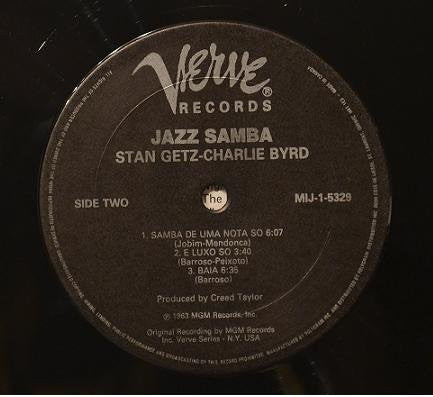 Verve®
RECORDS
JAZZ SAMBA
STAN GETZ-CHARLIE BYRD
SIDE TWO
The
MIJ-1-5329
1. SAMBA DE UMA NOTA SO 6:07
(Jobim-Mendonca)
2. E LUXO SO 3:40
(Barroso-Peixoto)
3. BAIA 6:35
(Barroso)
Produced by Creed Taylor
℗ 1963 MGM Records, Inc.
Original Recording by MGM Records
Inc. Verve Series - N.Y. USA